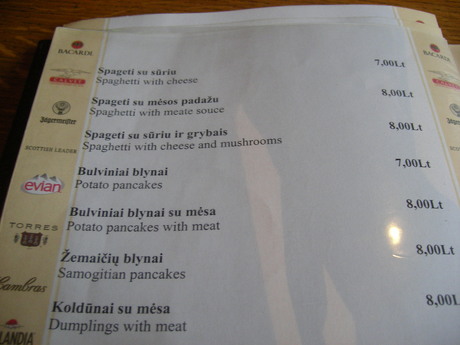 BACARDI
Spageti su sūriu 7,00Lt
Spaghetti with cheese
Spageti su mėsos padažu 8,00Lt
Spaghetti with meate souce
Jägermeister
Spageti su sūriu ir grybais 8,00Lt
Spaghetti with cheese and mushrooms
SCOTTISH LEADER
Bulviniai blynai 7,00Lt
Potato pancakes
evian
Bulviniai blynai su mėsa 8,00Lt
Potato pancakes with meat
TORRES
Žemaičių blynai 8,00Lt
Samogitian pancakes
Cambras
Koldūnai su mėsa 8,00L
Dumplings with meat
LANDIA